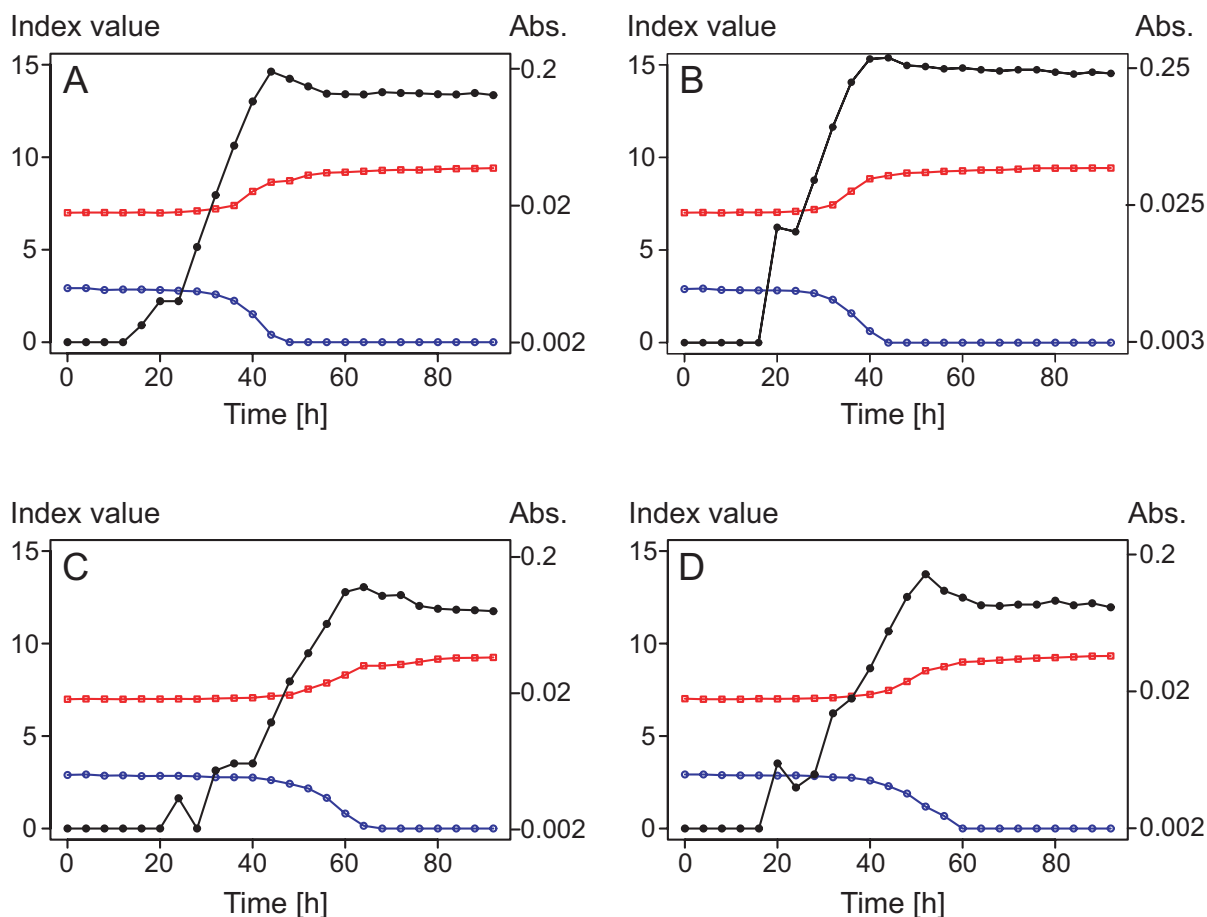 Index value Abs. Index value Abs.
A B
15 0.2 15 0.25
10 10
0.02 0.025
5 5
0 0.002 0 0.003
0 20 40 60 80 0 20 40 60 80
Time [h] Time [h]
Index value Abs. Index value Abs.
C D
15 0.2 15 0.2
10 10
0.02 0.02
5 5
0 0.002 0 0.002
0 20 40 60 80 0 20 40 60 80
Time [h] Time [h]